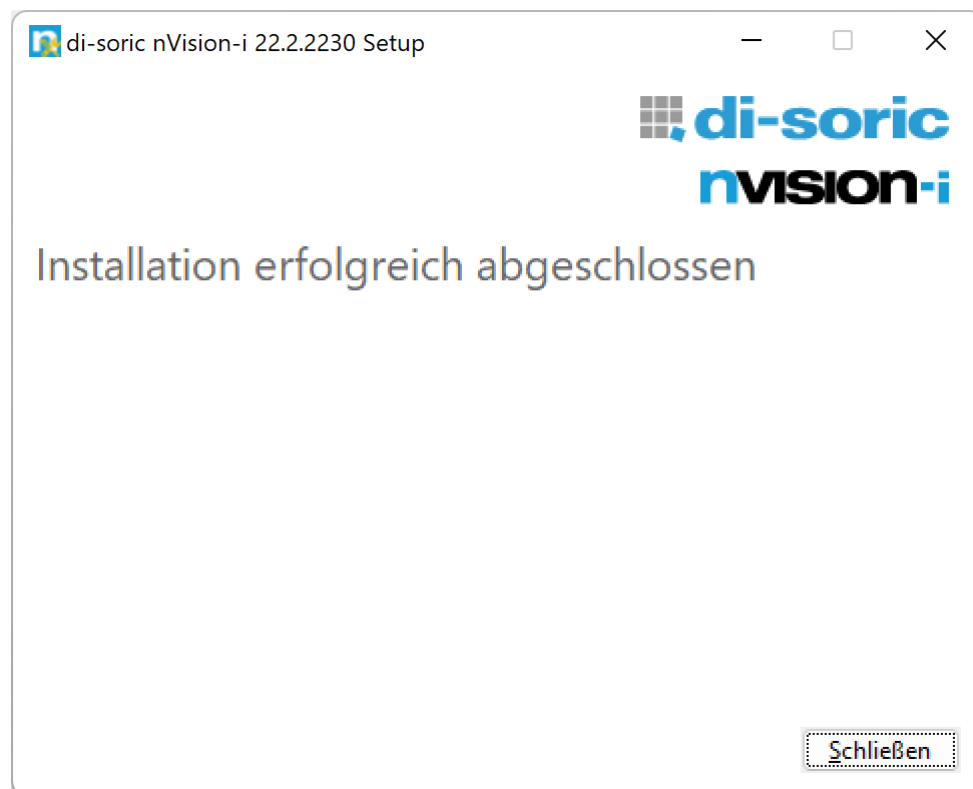 di-soric nVision-i 22.2.2230 Setup
di-soric
nvision-i
Installation erfolgreich abgeschlossen
Schließen